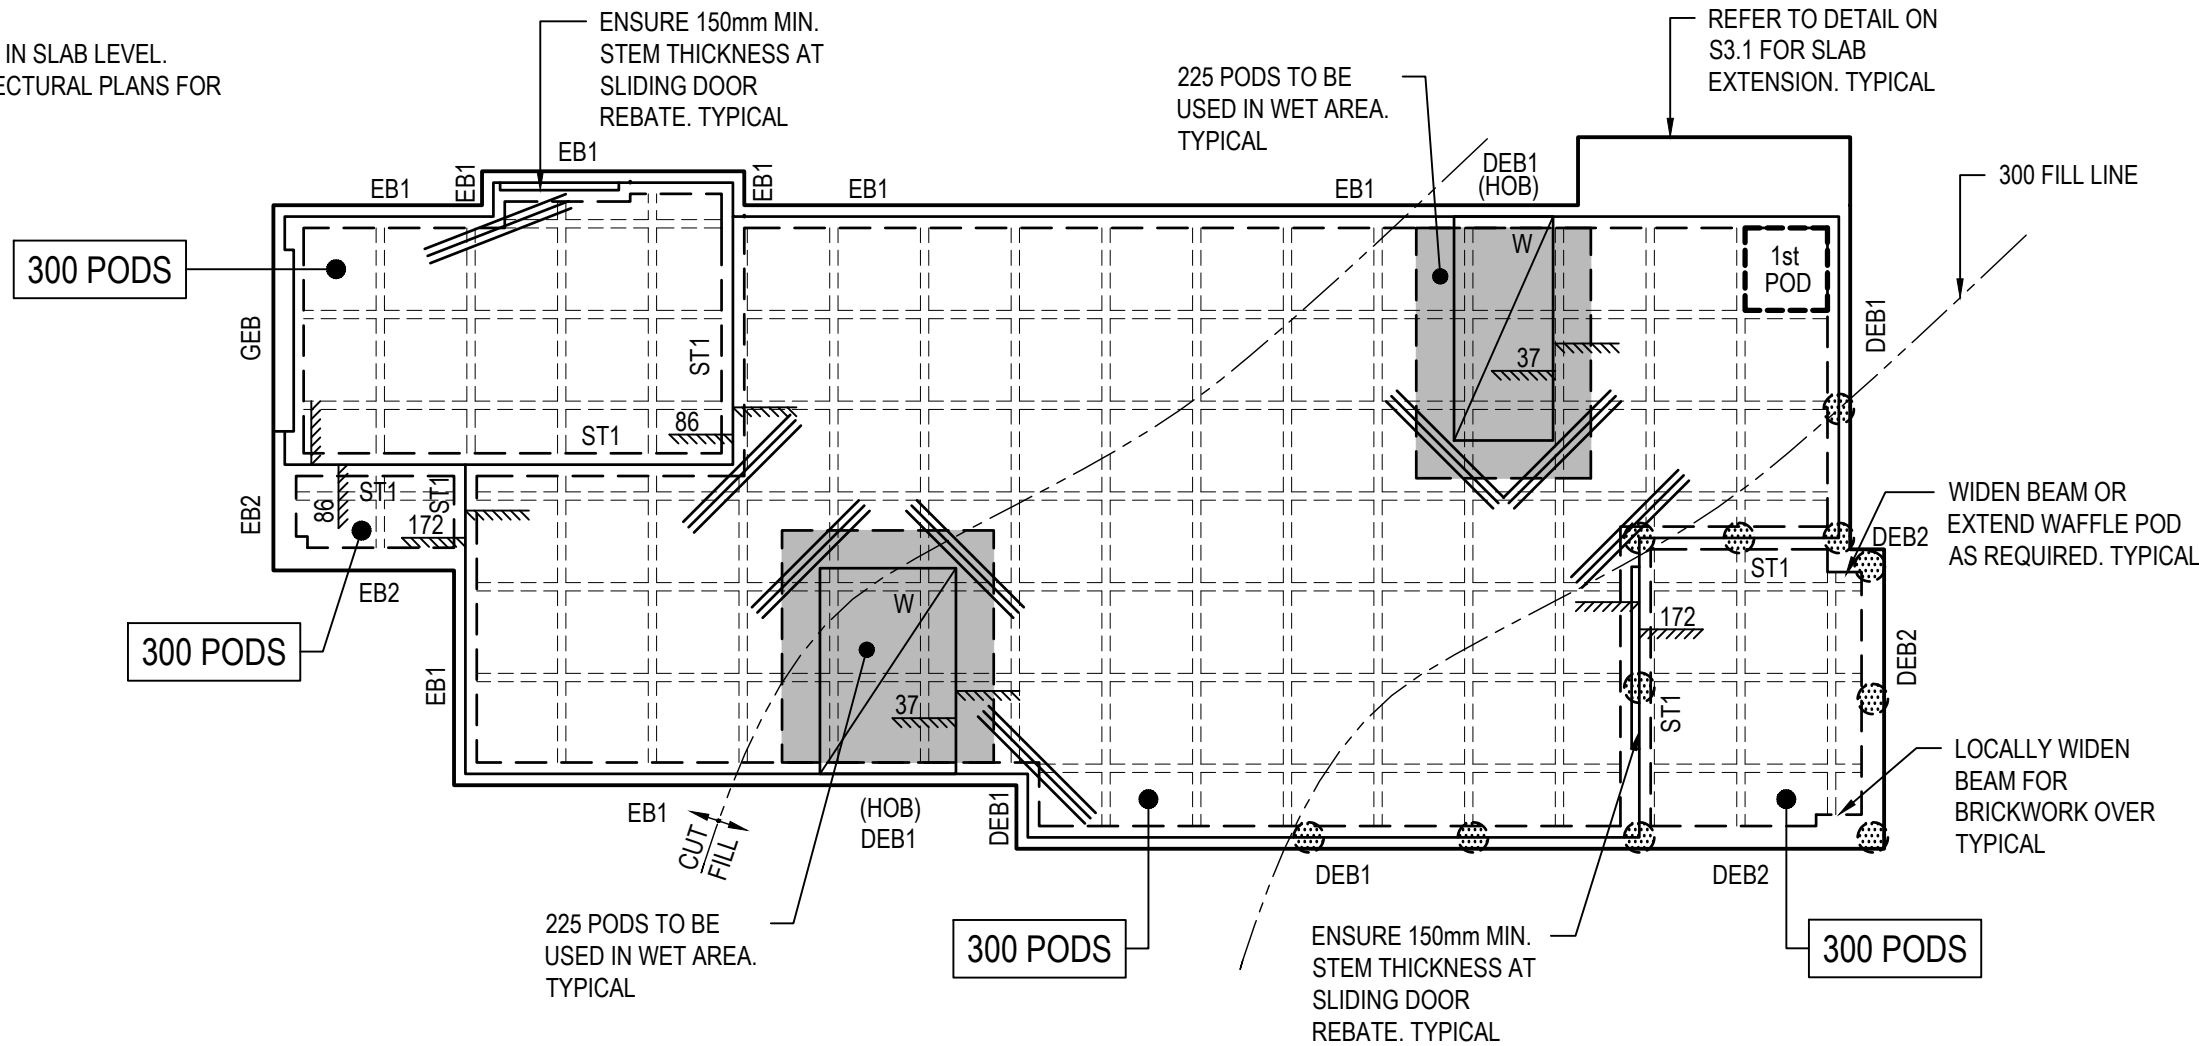 IN SLAB LEVEL.
ECTURAL PLANS FOR
ENSURE 150mm MIN.
STEM THICKNESS AT
SLIDING DOOR
REBATE. TYPICAL
225 PODS TO BE
USED IN WET AREA.
TYPICAL
REFER TO DETAIL ON
S3.1 FOR SLAB
EXTENSION. TYPICAL
300 FILL LINE
EB1
EB1
EB1
EB1
EB1
EB1
DEB1
(HOB)
300 PODS
W
1st
POD
GEB
ST1
DEB1
37
86
ST1
EB2
86
ST1
ST1
172
WIDEN BEAM OR
EXTEND WAFFLE POD
AS REQUIRED. TYPICAL
DEB2
ST1
EB2
W
172
300 PODS
EB1
37
ST1
DEB2
LOCALLY WIDEN
BEAM FOR
BRICKWORK OVER
TYPICAL
EB1
CUT
FILL
(HOB)
DEB1
DEB1
DEB1
DEB2
225 PODS TO BE
USED IN WET AREA.
TYPICAL
300 PODS
ENSURE 150mm MIN.
STEM THICKNESS AT
SLIDING DOOR
REBATE. TYPICAL
300 PODS